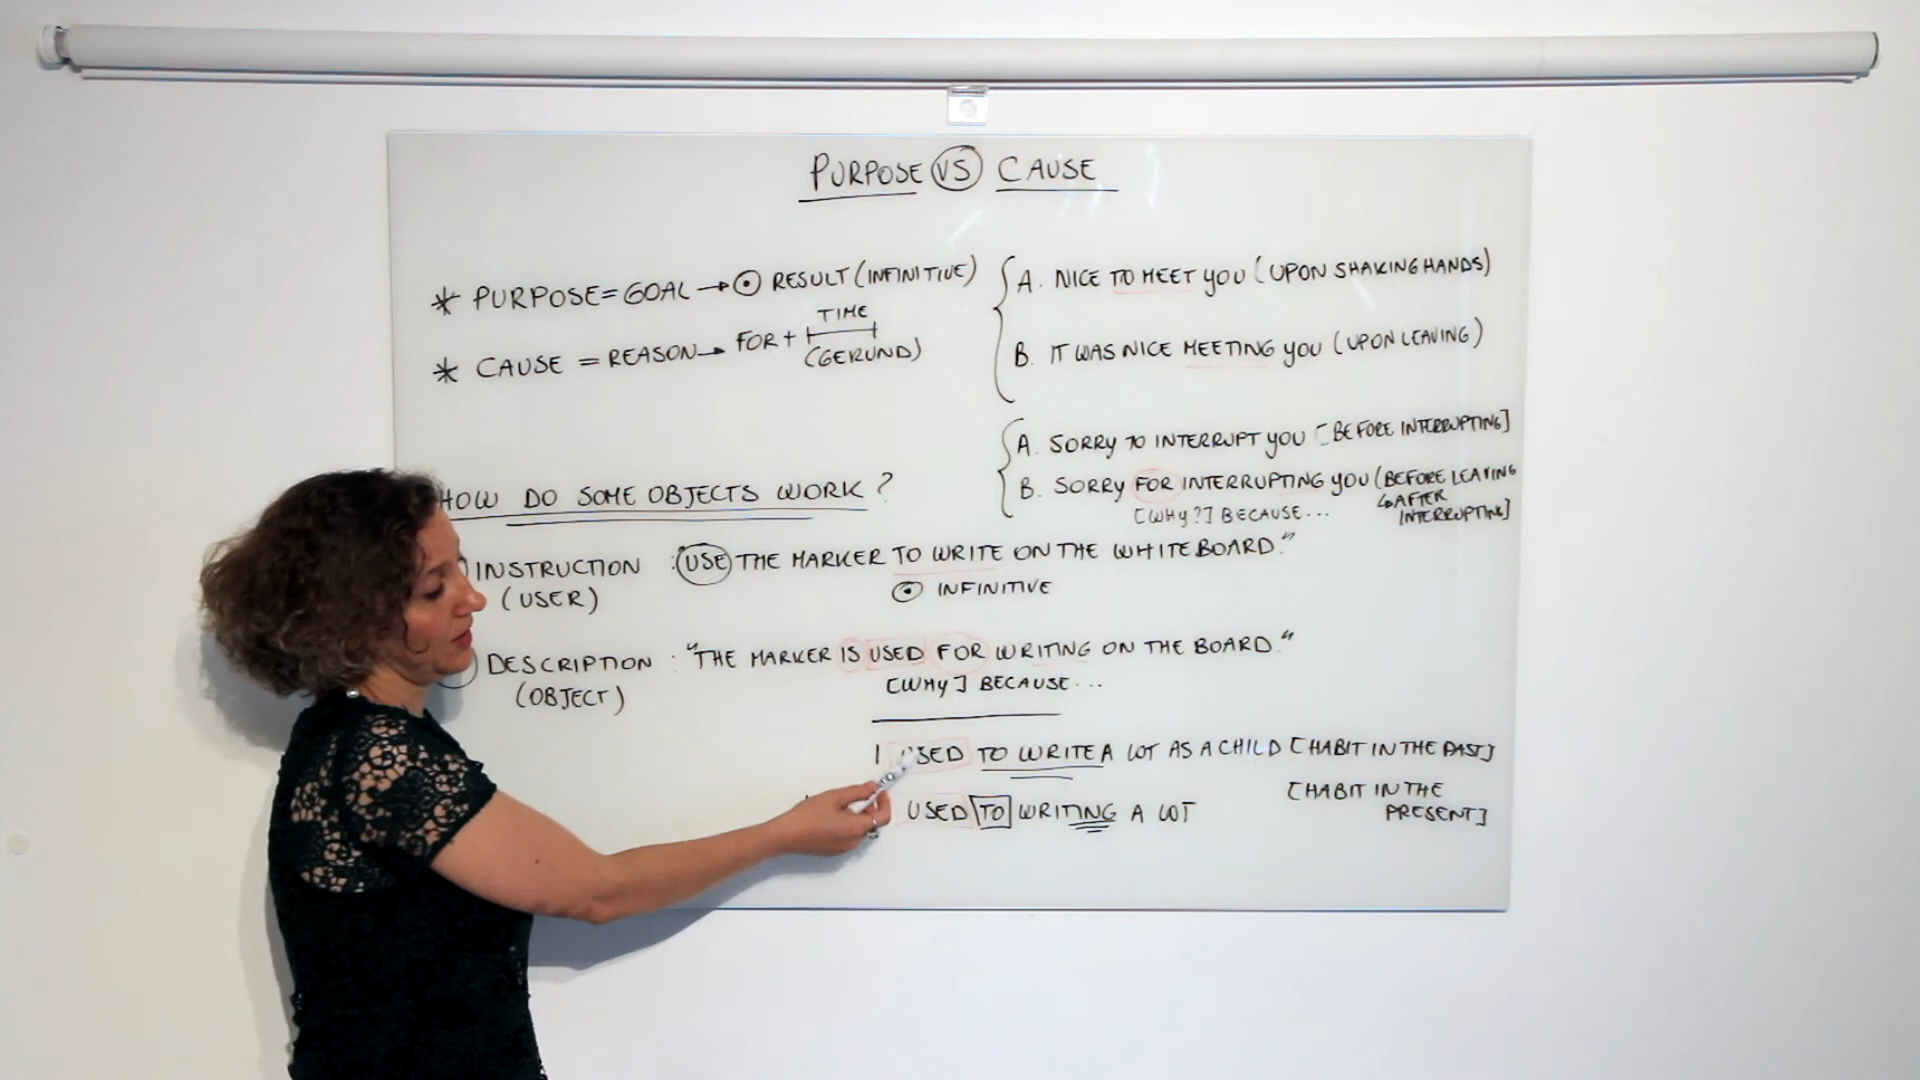 PURPOSE VS CAUSE
* PURPOSE = GOAL → RESULT (INFINITIVE)
* CAUSE = REASON → FOR + TIME
(GERUND)
A. NICE TO MEET YOU (UPON SHAKING HANDS)
B. IT WAS NICE MEETING YOU (UPON LEAVING)
A. SORRY TO INTERRUPT YOU [BEFORE INTERRUPTING]
B. SORRY FOR INTERRUPTING YOU (BEFORE LEAVING
↳ AFTER
INTERRUPTING]
[WHY?] BECAUSE...
HOW DO SOME OBJECTS WORK?
INSTRUCTION : USE THE MARKER TO WRITE ON THE WHITEBOARD."
(USER)
INFINITIVE
DESCRIPTION : "THE MARKER IS USED FOR WRITING ON THE BOARD."
(OBJECT)
[WHY] BECAUSE...
I USED TO WRITE A LOT AS A CHILD [HABIT IN THE PAST]
USED TO WRITING A LOT
[HABIT IN THE
PRESENT]